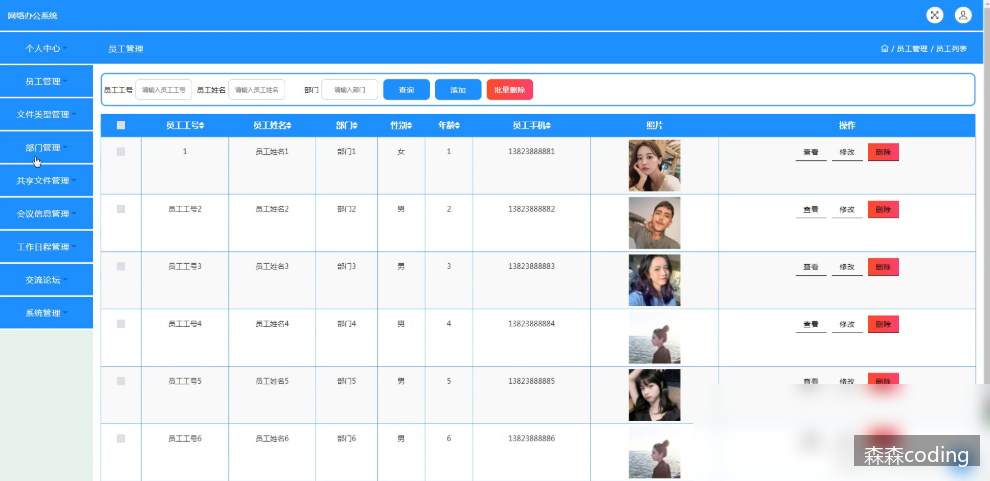 网络办公系统
个人中心
员工管理
/ 员工管理 / 员工列表
员工管理
文件类型管理
部门管理
共享文件管理
会议信息管理
工作日程管理
交流论坛
系统管理
员工工号 请输入员工工号 员工姓名 请输入员工姓名 部门 请输入部门 查询 添加 批量删除
员工工号 员工姓名 部门 性别 年龄 员工手机 照片 操作
1 员工姓名1 部门1 女 1 13823888881 查看 修改 删除
员工工号2 员工姓名2 部门2 男 2 13823888882 查看 修改 删除
员工工号3 员工姓名3 部门3 男 3 13823888883 查看 修改 删除
员工工号4 员工姓名4 部门4 男 4 13823888884 查看 修改 删除
员工工号5 员工姓名5 部门5 男 5 13823888885 查看 修改 删除
员工工号6 员工姓名6 部门6 男 6 13823888886
森森coding